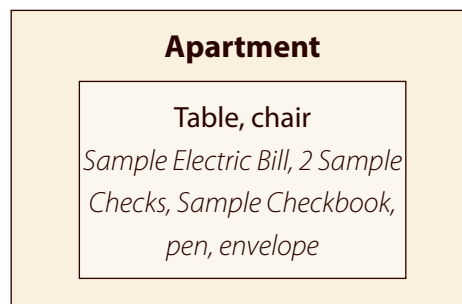 Apartment
Table, chair
Sample Electric Bill, 2 Sample
Checks, Sample Checkbook,
pen, envelope